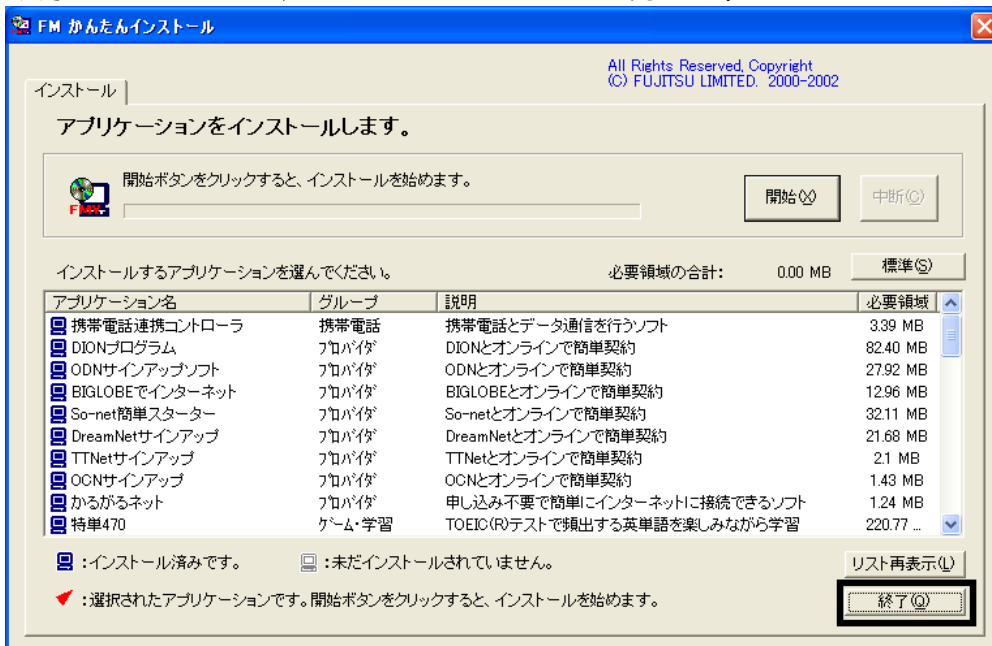 FM かんたんインストール
All Rights Reserved, Copyright
(C) FUJITSU LIMITED. 2000-2002
インストール
アプリケーションをインストールします。
開始ボタンをクリックすると、インストールを始めます。
FMV
開始(X)
中断(C)
インストールするアプリケーションを選んでください。
必要領域の合計: 0.00 MB
標準(S)
アプリケーション名 グループ 説明 必要領域
携帯電話連携コントローラ 携帯電話 携帯電話とデータ通信を行うソフト 3.39 MB
DIONプログラム プロバイダ DIONとオンラインで簡単契約 82.40 MB
ODNサインアップソフト プロバイダ ODNとオンラインで簡単契約 27.92 MB
BIGLOBEでインターネット プロバイダ BIGLOBEとオンラインで簡単契約 12.96 MB
So-net簡単スターター プロバイダ So-netとオンラインで簡単契約 32.11 MB
DreamNetサインアップ プロバイダ DreamNetとオンラインで簡単契約 21.68 MB
TTNetサインアップ プロバイダ TTNetとオンラインで簡単契約 2.1 MB
OCNサインアップ プロバイダ OCNとオンラインで簡単契約 1.43 MB
かるがるネット プロバイダ 申し込み不要で簡単にインターネットに接続できるソフト 1.24 MB
特単470 ゲーム・学習 TOEIC(R)テストで頻出する英単語を楽しみながら学習 220.77 ...
:インストール済みです。 :未だインストールされていません。
リスト再表示(L)
:選択されたアプリケーションです。開始ボタンをクリックすると、インストールを始めます。
終了(Q)